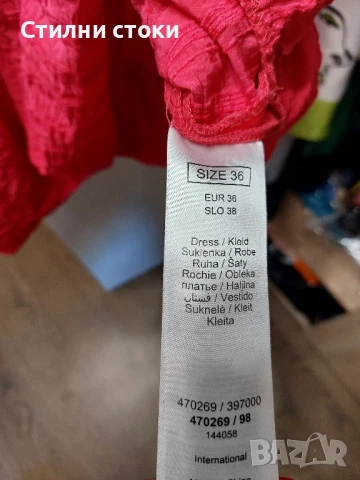 Стилни стоки
SIZE 36
EUR 36
SLO 38
Dress / Kleid
Sukienka / Robe
Ruha / Šaty
Rochie / Obleka
платье / Haljina
فستان / Vestido
Suknelė / Kleit
Kleita
470269 / 397000
470269 / 98
144058
International
BAZAR